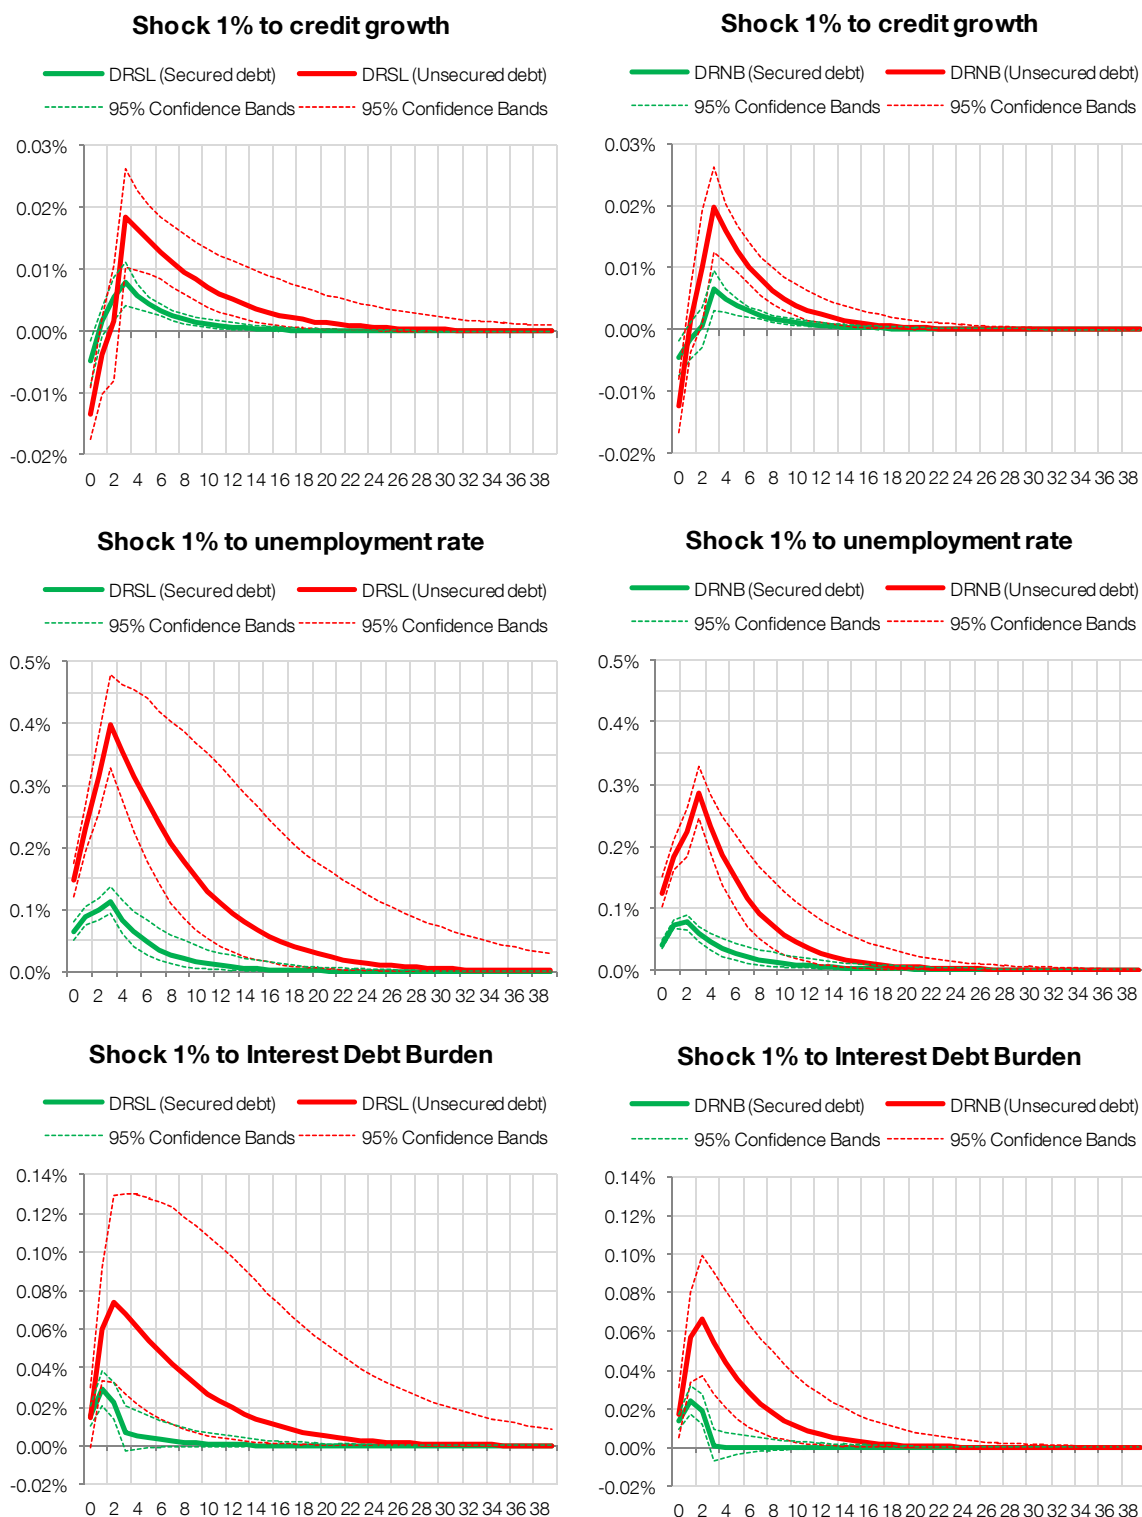 Shock 1% to credit growth
DRSL (Secured debt) DRSL (Unsecured debt)
95% Confidence Bands 95% Confidence Bands
0.03%
0.02%
0.01%
0.00%
-0.01%
-0.02%
0 2 4 6 8 10 12 14 16 18 20 22 24 26 28 30 32 34 36 38
Shock 1% to credit growth
DRNB (Secured debt) DRNB (Unsecured debt)
95% Confidence Bands 95% Confidence Bands
0.03%
0.02%
0.01%
0.00%
-0.01%
-0.02%
0 2 4 6 8 10 12 14 16 18 20 22 24 26 28 30 32 34 36 38
Shock 1% to unemployment rate
DRSL (Secured debt) DRSL (Unsecured debt)
95% Confidence Bands 95% Confidence Bands
0.5%
0.4%
0.3%
0.2%
0.1%
0.0%
0 2 4 6 8 10 12 14 16 18 20 22 24 26 28 30 32 34 36 38
Shock 1% to unemployment rate
DRNB (Secured debt) DRNB (Unsecured debt)
95% Confidence Bands 95% Confidence Bands
0.5%
0.4%
0.3%
0.2%
0.1%
0.0%
0 2 4 6 8 10 12 14 16 18 20 22 24 26 28 30 32 34 36 38
Shock 1% to Interest Debt Burden
DRSL (Secured debt) DRSL (Unsecured debt)
95% Confidence Bands 95% Confidence Bands
0.14%
0.12%
0.10%
0.08%
0.06%
0.04%
0.02%
0.00%
-0.02%
0 2 4 6 8 10 12 14 16 18 20 22 24 26 28 30 32 34 36 38
Shock 1% to Interest Debt Burden
DRNB (Secured debt) DRNB (Unsecured debt)
95% Confidence Bands 95% Confidence Bands
0.14%
0.12%
0.10%
0.08%
0.06%
0.04%
0.02%
0.00%
-0.02%
0 2 4 6 8 10 12 14 16 18 20 22 24 26 28 30 32 34 36 38